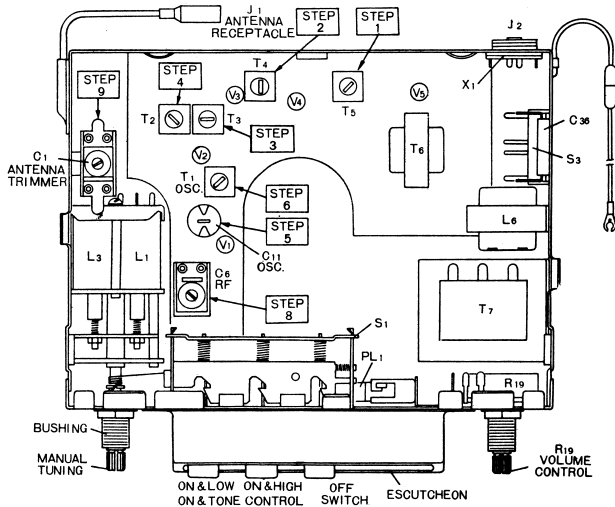 J1
ANTENNA
RECEPTACLE
STEP
2
STEP
1
J2
STEP
9
STEP
4
T4
V3
V4
T5
V5
X1
C36
T2
T3
STEP
3
C1
ANTENNA
TRIMMER
V2
T1
OSC.
STEP
6
T6
S3
STEP
5
L6
L3
L1
V1
C11
OSC.
C6
RF
STEP
8
T7
S1
PL1
R19
BUSHING
MANUAL
TUNING
ON & LOW
ON & HIGH
OFF
ON & TONE CONTROL
SWITCH
ESCUTCHEON
R19
VOLUME
CONTROL